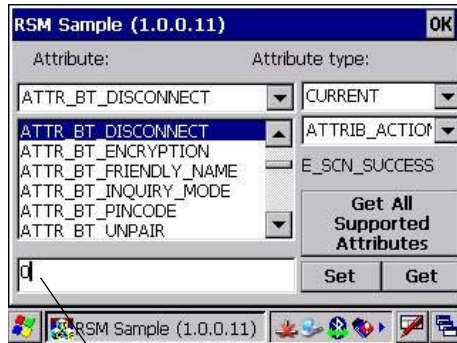 RSM Sample (1.0.0.11) OK
Attribute: Attribute type:
ATTR_BT_DISCONNECT CURRENT
ATTR_BT_DISCONNECT ATTRIB_ACTION
ATTR_BT_ENCRYPTION
ATTR_BT_FRIENDLY_NAME E_SCN_SUCCESS
ATTR_BT_INQUIRY_MODE
ATTR_BT_PINCODE
ATTR_BT_UNPAIR
Get All
Supported
Attributes
0
Set Get
RSM Sample (1.0.0.11)